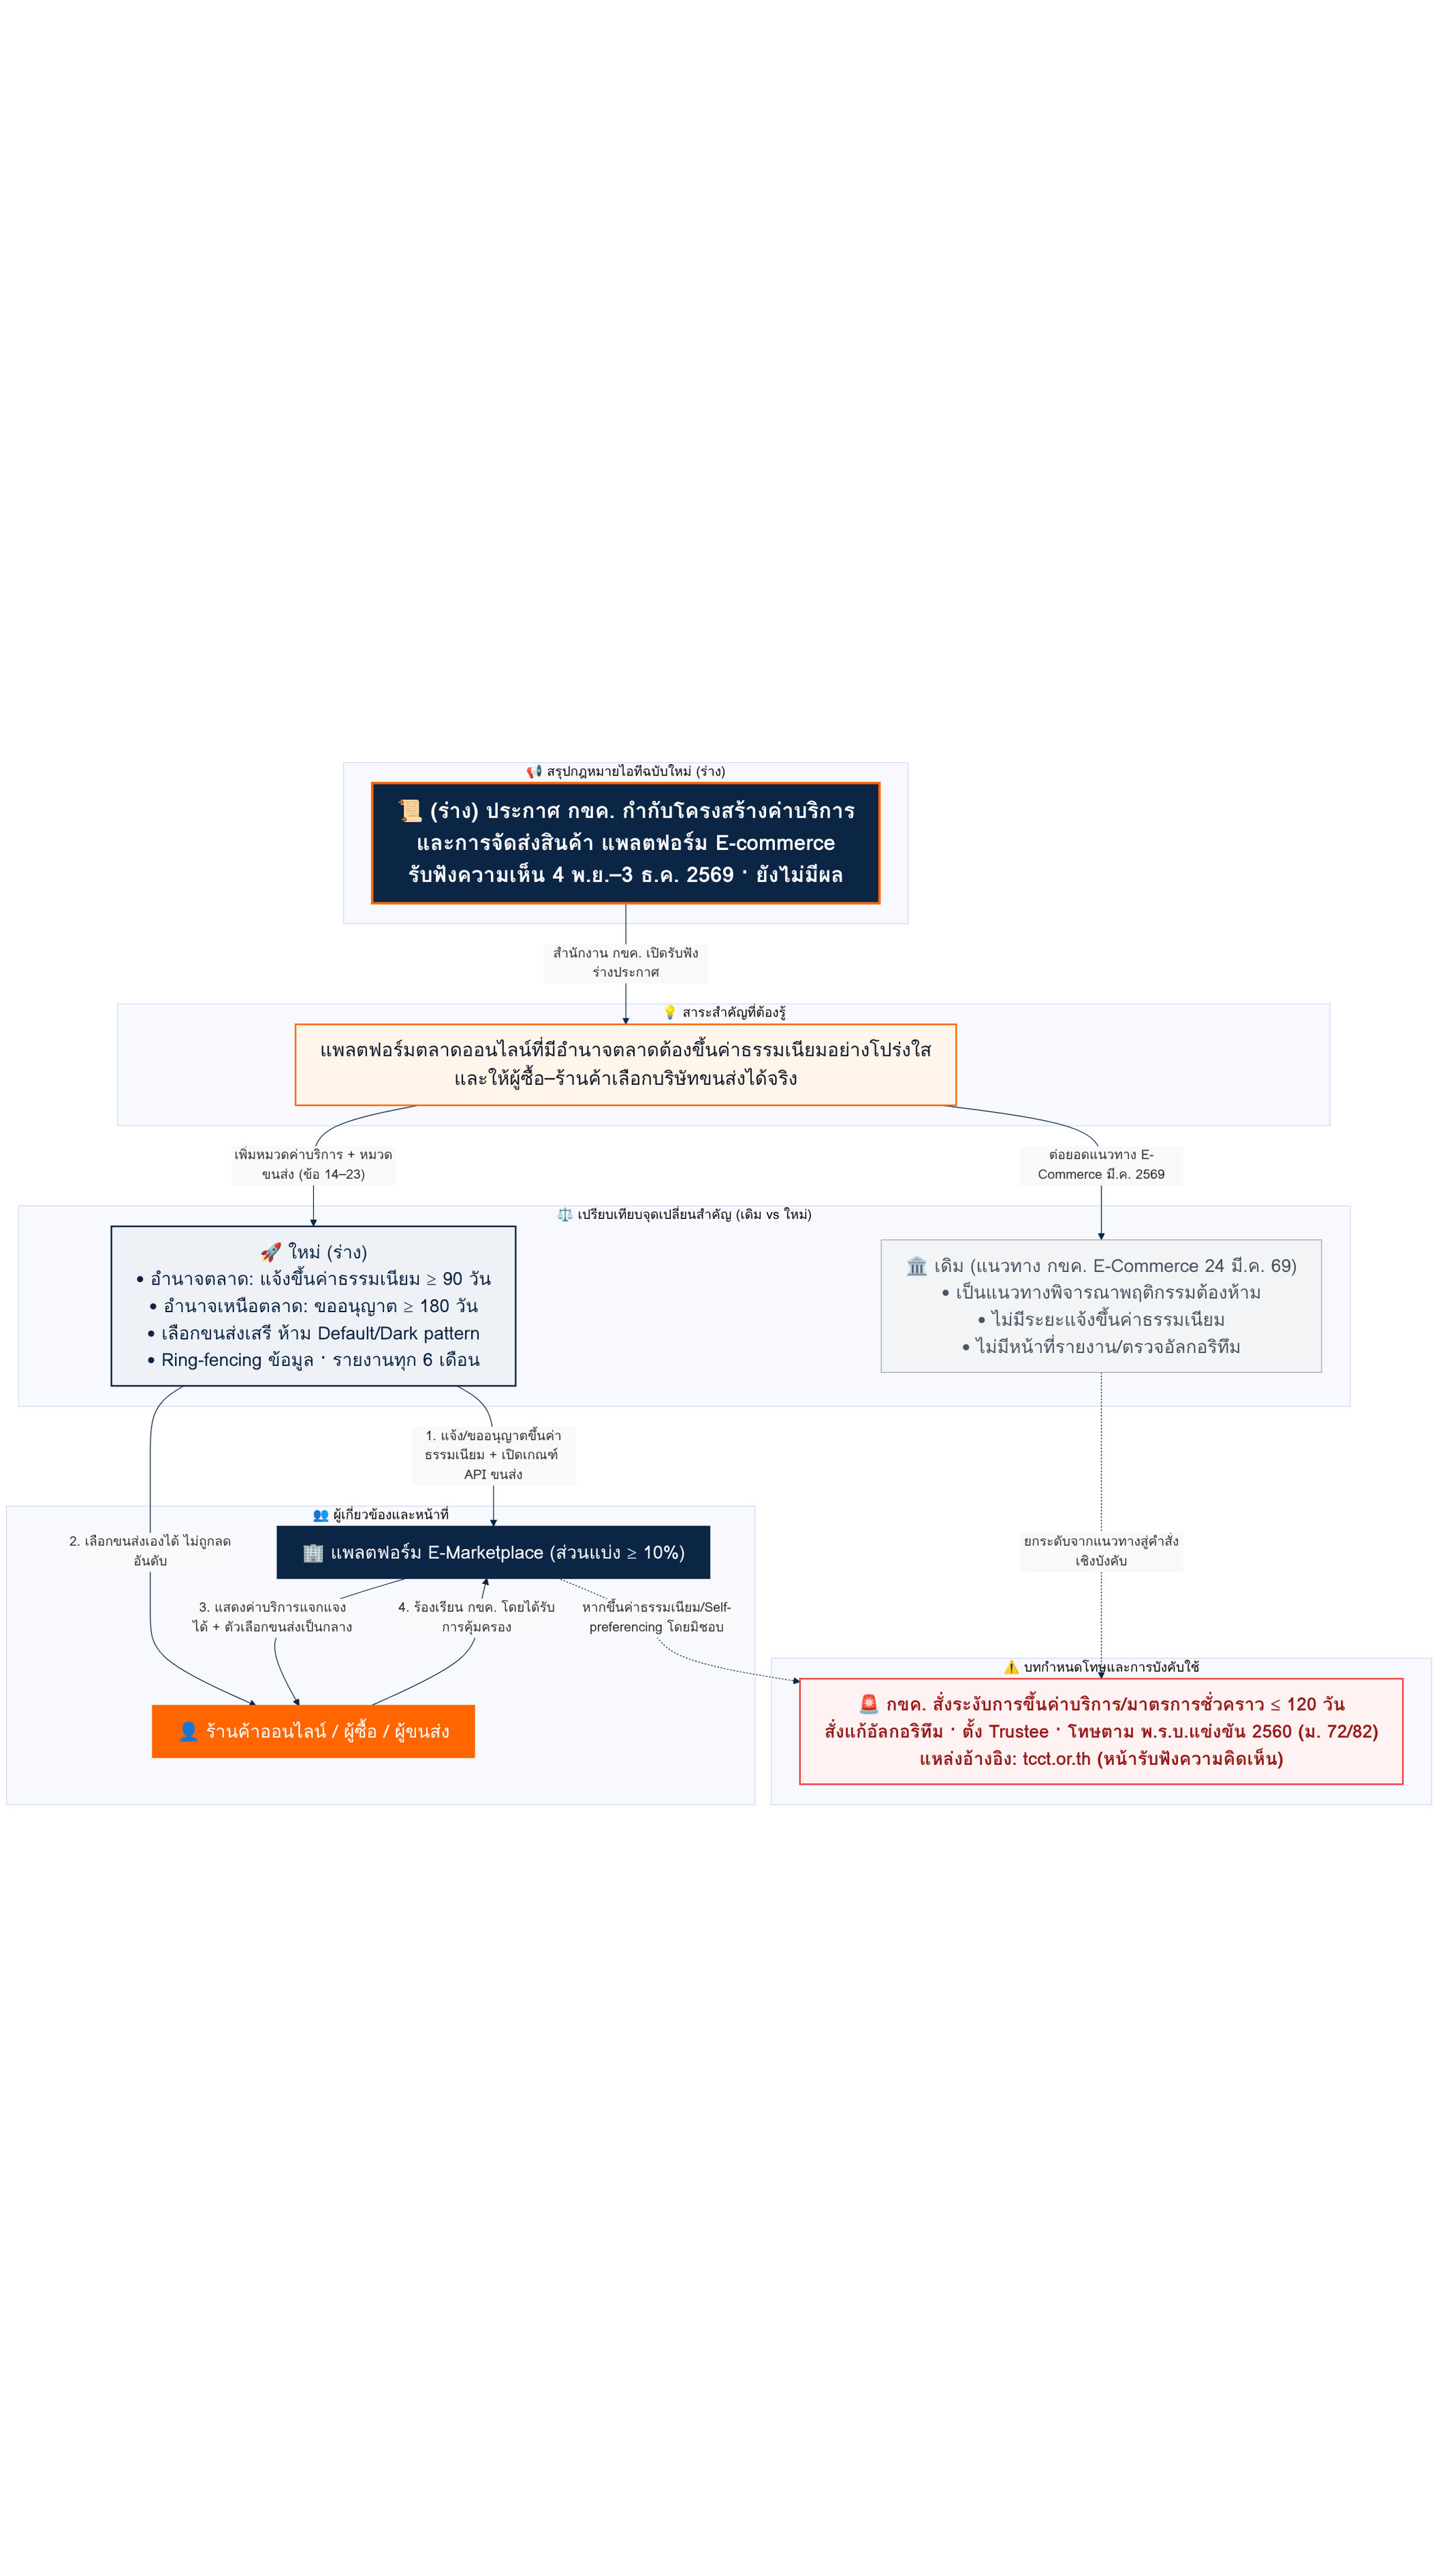 📢 สรุปกฎหมายไอทีฉบับใหม่ (ร่าง)
📜 (ร่าง) ประกาศ กขค. กำกับโครงสร้างค่าบริการ
และการจัดส่งสินค้า แพลตฟอร์ม E-commerce
รับฟังความเห็น 4 พ.ย.–3 ธ.ค. 2569 · ยังไม่มีผล
สำนักงาน กขค. เปิดรับฟัง
ร่างประกาศ
💡 สาระสำคัญที่ต้องรู้
แพลตฟอร์มตลาดออนไลน์ที่มีอำนาจตลาดต้องขึ้นค่าธรรมเนียมอย่างโปร่งใส
และให้ผู้ซื้อ–ร้านค้าเลือกบริษัทขนส่งได้จริง
เพิ่มหมวดค่าบริการ + หมวด
ขนส่ง (ข้อ 14–23)
ต่อยอดแนวทาง E-
Commerce มี.ค. 2569
⚖️ เปรียบเทียบจุดเปลี่ยนสำคัญ (เดิม vs ใหม่)
🚀 ใหม่ (ร่าง)
• อำนาจตลาด: แจ้งขึ้นค่าธรรมเนียม ≥ 90 วัน
• อำนาจเหนือตลาด: ขออนุญาต ≥ 180 วัน
• เลือกขนส่งเสรี ห้าม Default/Dark pattern
• Ring-fencing ข้อมูล · รายงานทุก 6 เดือน
🏛️ เดิม (แนวทาง กขค. E-Commerce 24 มี.ค. 69)
• เป็นแนวทางพิจารณาพฤติกรรมต้องห้าม
• ไม่มีระยะแจ้งขึ้นค่าธรรมเนียม
• ไม่มีหน้าที่รายงาน/ตรวจอัลกอริทึม
1. แจ้ง/ขออนุญาตขึ้นค่า
ธรรมเนียม + เปิดเกณฑ์
API ขนส่ง
👥 ผู้เกี่ยวข้องและหน้าที่
🏢 แพลตฟอร์ม E-Marketplace (ส่วนแบ่ง ≥ 10%)
2. เลือกขนส่งเองได้ ไม่ถูกลด
อันดับ
ยกระดับจากแนวทางสู่คำสั่ง
เชิงบังคับ
3. แสดงค่าบริการแจกแจง
ได้ + ตัวเลือกขนส่งเป็นกลาง
4. ร้องเรียน กขค. โดยได้รับ
การคุ้มครอง
หากขึ้นค่าธรรมเนียม/Self-
preferencing โดยมิชอบ
⚠️ บทกำหนดโทษและการบังคับใช้
🚨 กขค. สั่งระงับการขึ้นค่าบริการ/มาตรการชั่วคราว ≤ 120 วัน
สั่งแก้อัลกอริทึม · ตั้ง Trustee · โทษตาม พ.ร.บ.แข่งขัน 2560 (ม. 72/82)
แหล่งอ้างอิง: tcct.or.th (หน้ารับฟังความคิดเห็น)
👤 ร้านค้าออนไลน์ / ผู้ซื้อ / ผู้ขนส่ง